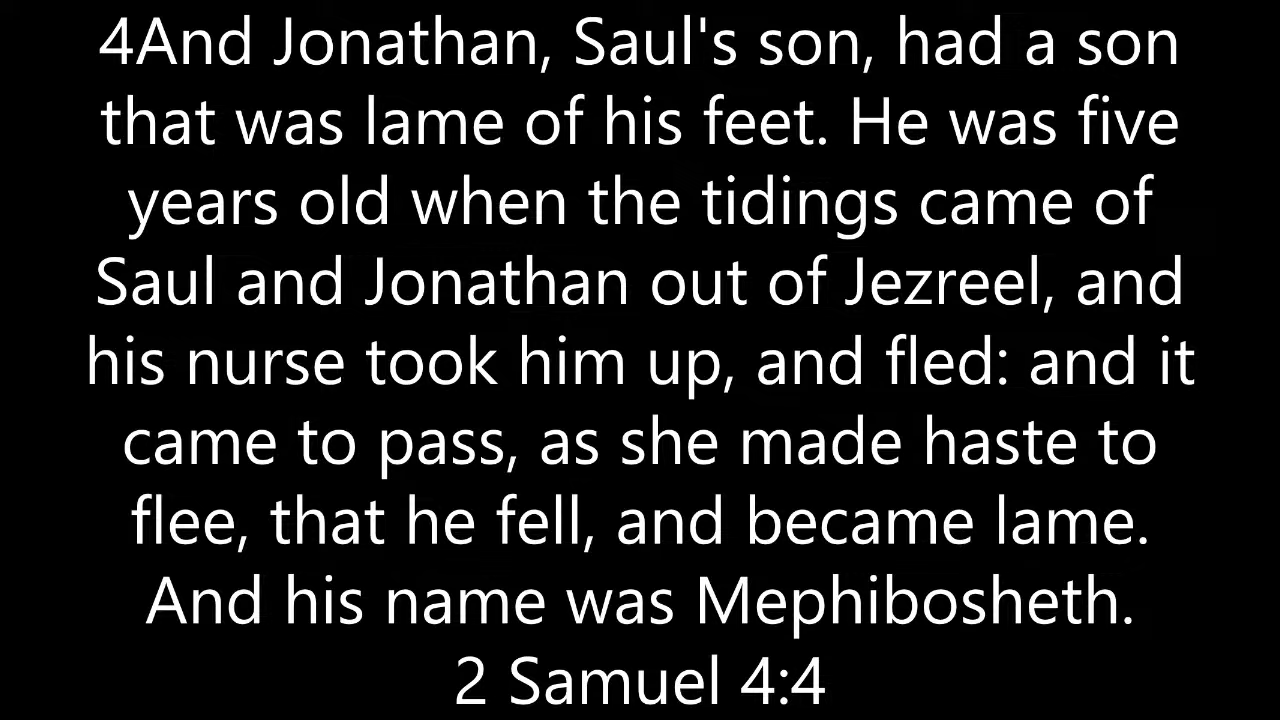 4And Jonathan, Saul's son, had a son
that was lame of his feet. He was five
years old when the tidings came of
Saul and Jonathan out of Jezreel, and
his nurse took him up, and fled: and it
came to pass, as she made haste to
flee, that he fell, and became lame.
And his name was Mephibosheth.
2 Samuel 4:4